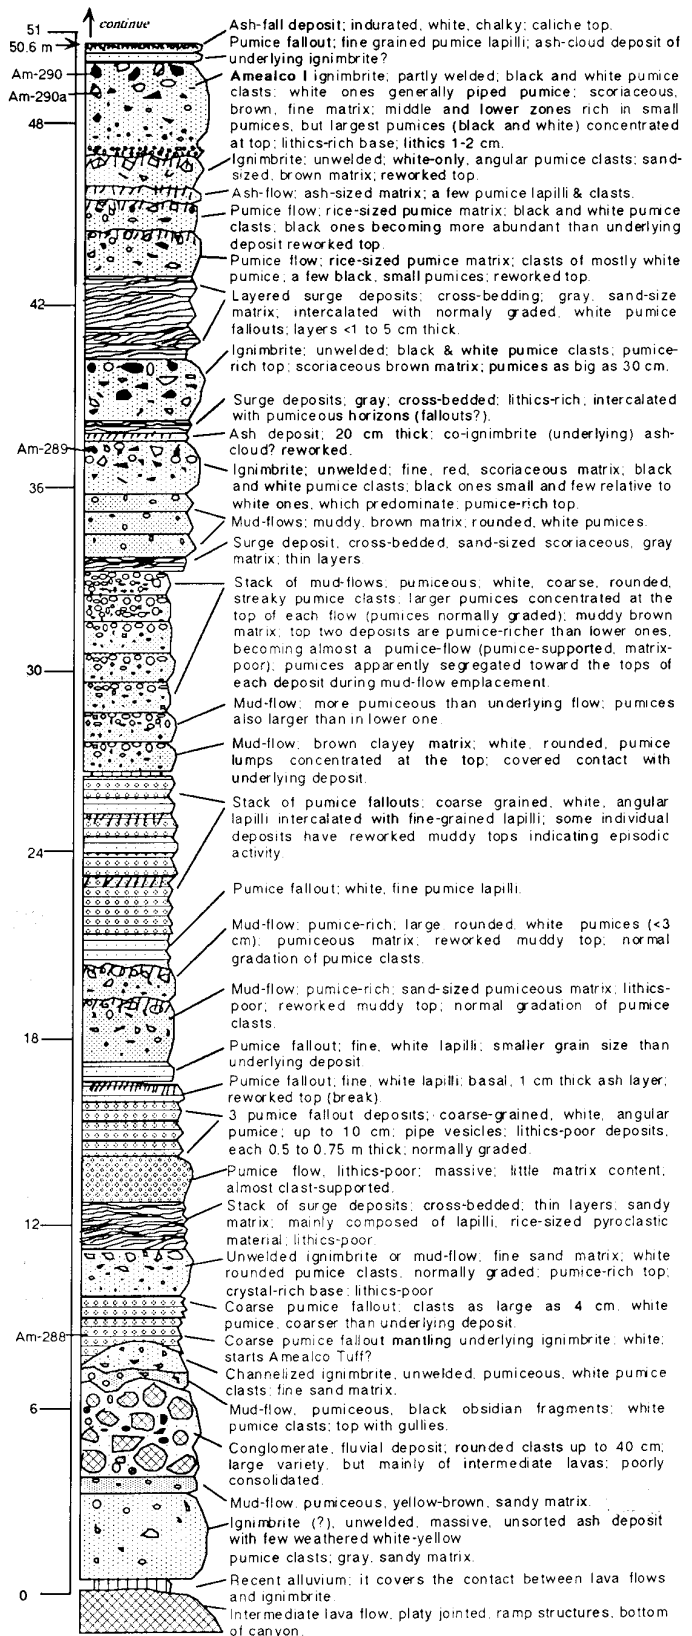 continue
51
50.6 m
Am-290
Am-290a
48
42
Am-289
36
30
24
18
12
Am-288
6
0
Ash-fall deposit; indurated, white, chalky; caliche top.
Pumice fallout; fine grained pumice lapilli; ash-cloud deposit of
underlying ignimbrite?
Amealco I ignimbrite; partly welded; black and white pumice
clasts; white ones generally piped pumice; scoriaceous,
brown, fine matrix; middle and lower zones rich in small
pumices, but largest pumices (black and white) concentrated
at top; lithics-rich base; lithics 1-2 cm.
Ignimbrite; unwelded; white-only, angular pumice clasts; sand-
sized, brown matrix; reworked top.
Ash-flow; ash-sized matrix; a few pumice lapilli & clasts.
Pumice flow; rice-sized pumice matrix; black and white pumice
clasts; black ones becoming more abundant than underlying
deposit reworked top.
Pumice flow; rice-sized pumice matrix; clasts of mostly white
pumice; a few black, small pumices; reworked top.
Layered surge deposits; cross-bedding; gray, sand-size
matrix; intercalated with normaly graded, white pumice
fallouts; layers <1 to 5 cm thick.
Ignimbrite; unwelded; black & white pumice clasts; pumice-
rich top; scoriaceous brown matrix; pumices as big as 30 cm.
Surge deposits; gray; cross-bedded; lithics-rich; intercalated
with pumiceous horizons (fallouts?).
Ash deposit; 20 cm thick; co-ignimbrite (underlying) ash-
cloud? reworked.
Ignimbrite; unwelded; fine, red, scoriaceous matrix; black
and white pumice clasts; black ones small and few relative to
white ones, which predominate; pumice-rich top.
Mud-flows; muddy, brown matrix; rounded, white pumices.
Surge deposit, cross-bedded, sand-sized scoriaceous, gray
matrix; thin layers.
Stack of mud-flows; pumiceous; white, coarse, rounded,
streaky pumice clasts; larger pumices concentrated at the
top of each flow (pumices normally graded); muddy brown
matrix; top two deposits are pumice-richer than lower ones,
becoming almost a pumice-flow (pumice-supported, matrix-
poor); pumices apparently segregated toward the tops of
each deposit during mud-flow emplacement.
Mud-flow; more pumiceous than underlying flow; pumices
also larger than in lower one.
Mud-flow; brown clayey matrix; white, rounded, pumice
lumps concentrated at the top; covered contact with
underlying deposit.
Stack of pumice fallouts; coarse grained, white, angular
lapilli intercalated with fine-grained lapilli; some individual
deposits have reworked muddy tops indicating episodic
activity.
Pumice fallout; white, fine pumice lapilli.
Mud-flow; pumice-rich; large, rounded, white pumices (<3
cm); pumiceous matrix; reworked muddy top; normal
gradation of pumice clasts.
Mud-flow; pumice-rich; sand-sized pumiceous matrix; lithics-
poor; reworked muddy top; normal gradation of pumice
clasts.
Pumice fallout; fine, white lapilli; smaller grain size than
underlying deposit.
Pumice fallout, fine, white lapilli; basal, 1 cm thick ash layer;
reworked top (break).
3 pumice fallout deposits; coarse-grained, white, angular
pumice; up to 10 cm; pipe vesicles; lithics-poor deposits,
each 0.5 to 0.75 m thick; normally graded.
Pumice flow, lithics-poor; massive; little matrix content;
almost clast-supported.
Stack of surge deposits; cross-bedded; thin layers; sandy
matrix; mainly composed of lapilli, rice-sized pyroclastic
material; lithics-poor.
Unwelded ignimbrite or mud-flow; fine sand matrix; white
rounded pumice clasts, normally graded; pumice-rich top;
crystal-rich base; lithics-poor
Coarse pumice fallout; clasts as large as 4 cm, white
pumice, coarser than underlying deposit.
Coarse pumice fallout mantling underlying ignimbrite; white;
starts Amealco Tuff?
Channelized ignimbrite, unwelded, pumiceous, white pumice
clasts; fine sand matrix.
Mud-flow, pumiceous, black obsidian fragments; white
pumice clasts; top with gullies.
Conglomerate, fluvial deposit; rounded clasts up to 40 cm;
large variety, but mainly of intermediate lavas; poorly
consolidated.
Mud-flow, pumiceous, yellow-brown, sandy matrix.
Ignimbrite (?), unwelded, massive, unsorted ash deposit
with few weathered white-yellow
pumice clasts; gray, sandy matrix.
Recent alluvium; it covers the contact between lava flows
and ignimbrite.
Intermediate lava flow, platy jointed, ramp structures, bottom
of canyon.